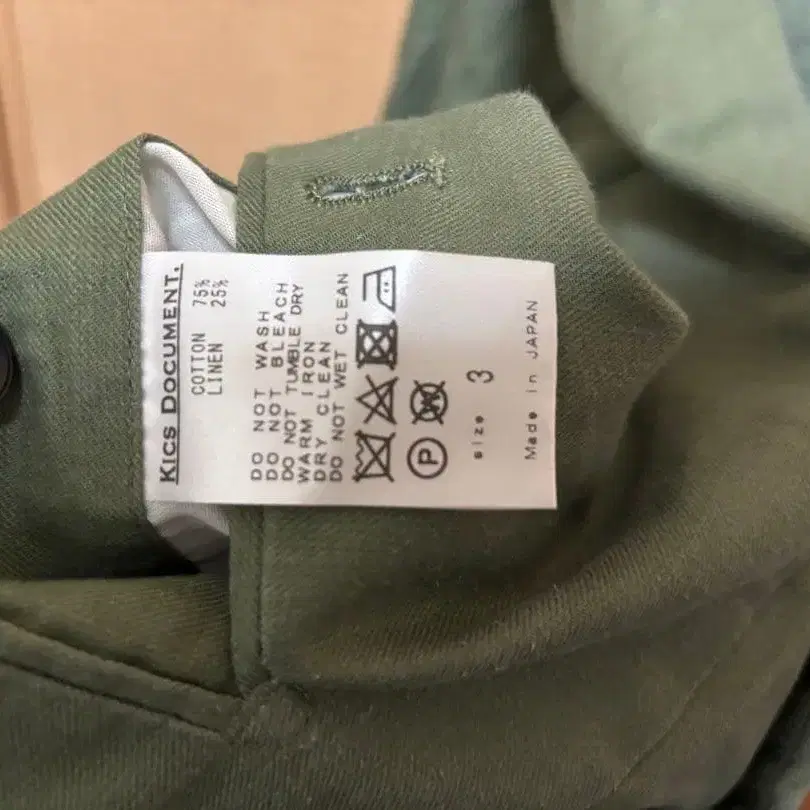 KICS DOCUMENT.
COTTON 75%
LINEN 25%
DO NOT WASH
DO NOT BLEACH
DO NOT TUMBLE DRY
WARM IRON
DRY CLEAN
DO NOT WET CLEAN
P W
size 3
Made in JAPAN